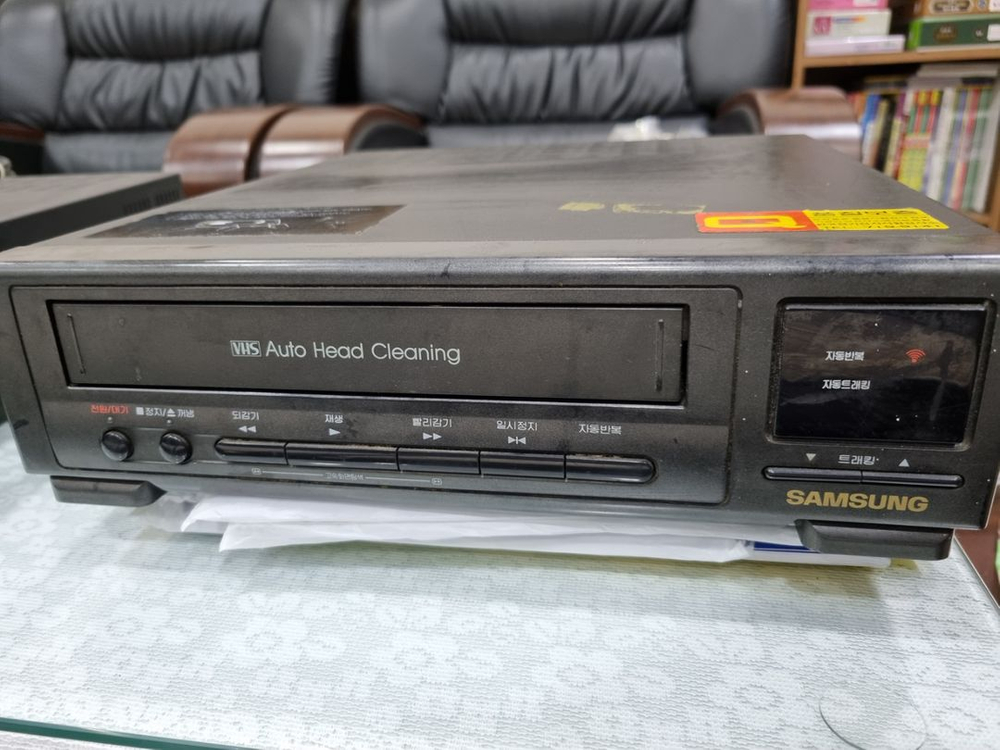 VHS Auto Head Cleaning
자동반복
자동트래킹
전원/대기
■정지/⏏꺼냄
되감기
◀◀
재생
▶
빨리감기
▶▶
일시정지
자동반복
▼ 트래킹 ▲
SAMSUNG